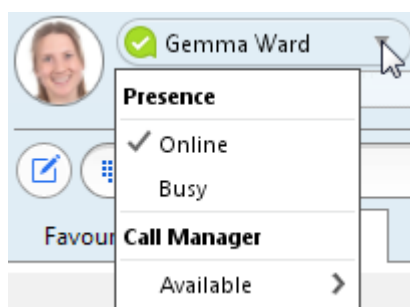 Gemma Ward
Presence
Online
Busy
Favour
Call Manager
Available